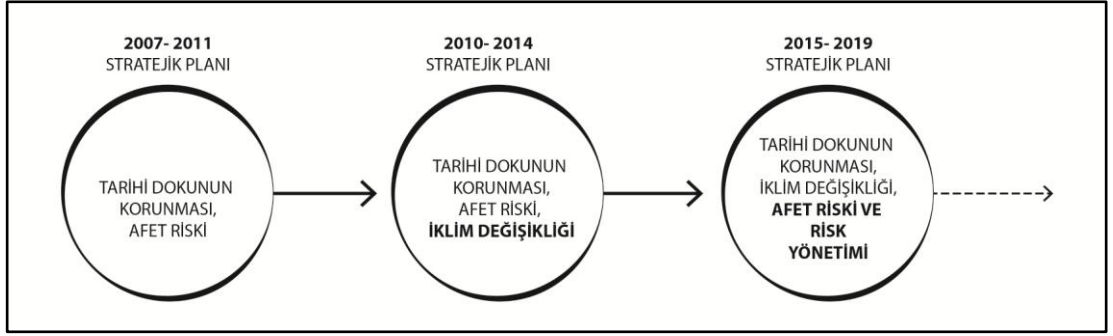 2007- 2011
STRATEJİK PLANI
TARİHİ DOKUNUN
KORUNMASI,
AFET RİSKİ
2010- 2014
STRATEJİK PLANI
TARİHİ DOKUNUN
KORUNMASI,
AFET RİSKİ,
İKLİM DEĞİŞİKLİĞİ
2015- 2019
STRATEJİK PLANI
TARİHİ DOKUNUN
KORUNMASI,
İKLİM DEĞİŞİKLİĞİ,
AFET RİSKİ VE
RİSK
YÖNETİMİ